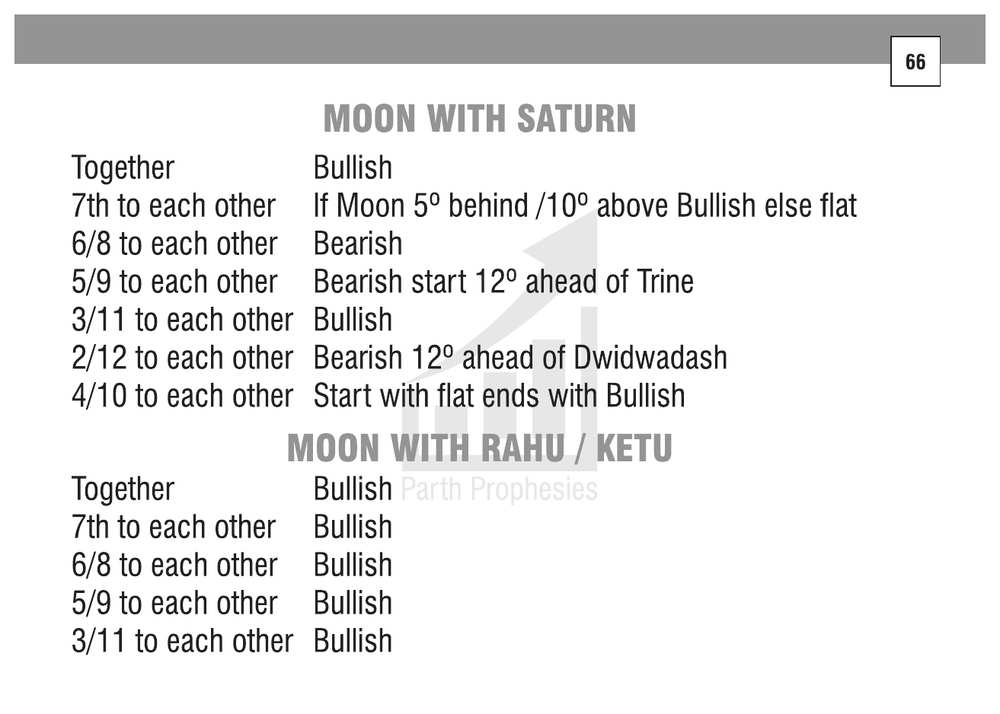 66
MOON WITH SATURN
Together Bullish
7th to each other If Moon 5º behind /10º above Bullish else flat
6/8 to each other Bearish
5/9 to each other Bearish start 12º ahead of Trine
3/11 to each other Bullish
2/12 to each other Bearish 12º ahead of Dwidwadash
4/10 to each other Start with flat ends with Bullish
MOON WITH RAHU / KETU
Together Bullish
Parth Prophesies
7th to each other Bullish
6/8 to each other Bullish
5/9 to each other Bullish
3/11 to each other Bullish